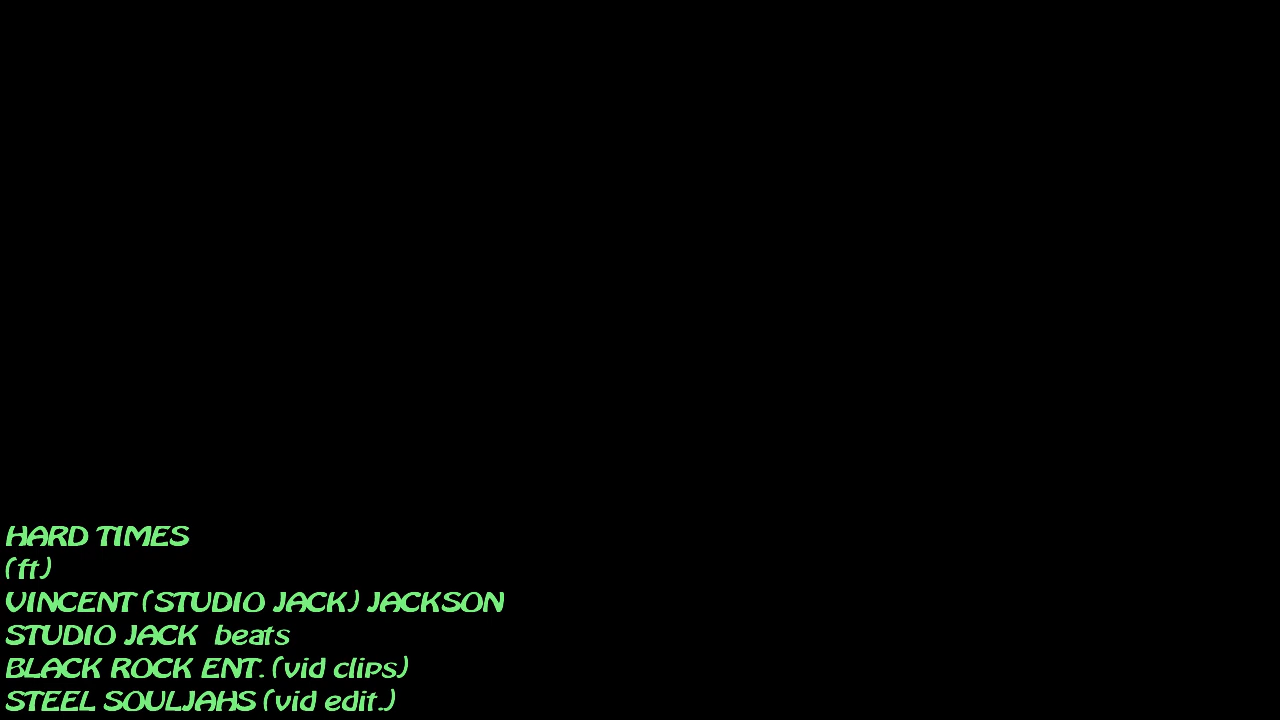 HARD TIMES
(ft)
VINCENT (STUDIO JACK) JACKSON
STUDIO JACK  beats
BLACK ROCK ENT. (vid clips)
STEEL SOULJAHS (vid edit.)